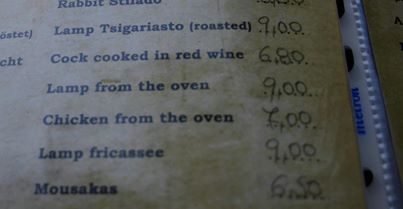 Rabbit Stifado
östet) Lamp Tsigariasto (roasted) 9,00
cht Cock cooked in red wine 6,80
Lamp from the oven 9,00
Chicken from the oven 7,00
Lamp fricassee 9,00
Mousakas 6,50